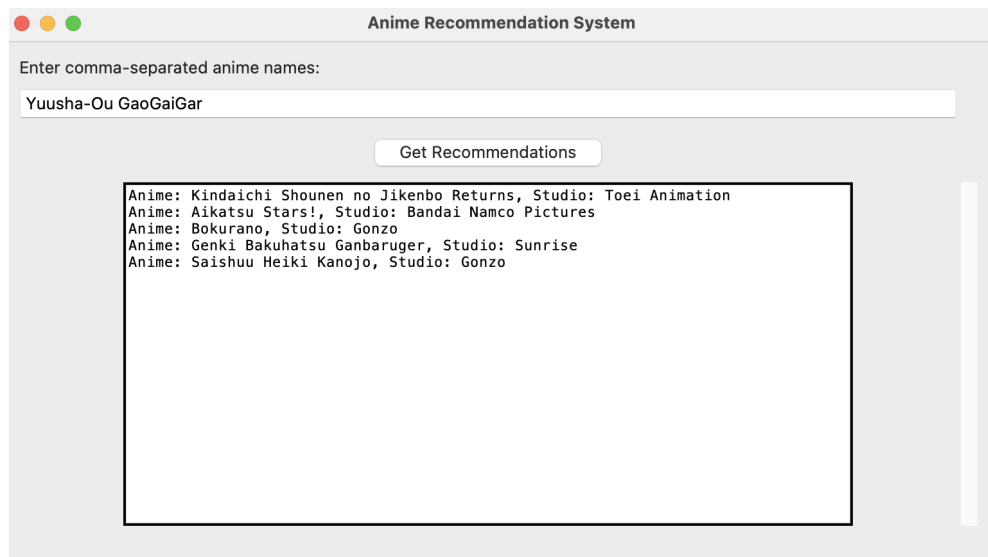 Anime Recommendation System
Enter comma-separated anime names:
Yuusha-Ou GaoGaiGar
Get Recommendations
Anime: Kindaichi Shounen no Jikenbo Returns, Studio: Toei Animation
Anime: Aikatsu Stars!, Studio: Bandai Namco Pictures
Anime: Bokurano, Studio: Gonzo
Anime: Genki Bakuhatsu Ganbaruger, Studio: Sunrise
Anime: Saishuu Heiki Kanojo, Studio: Gonzo